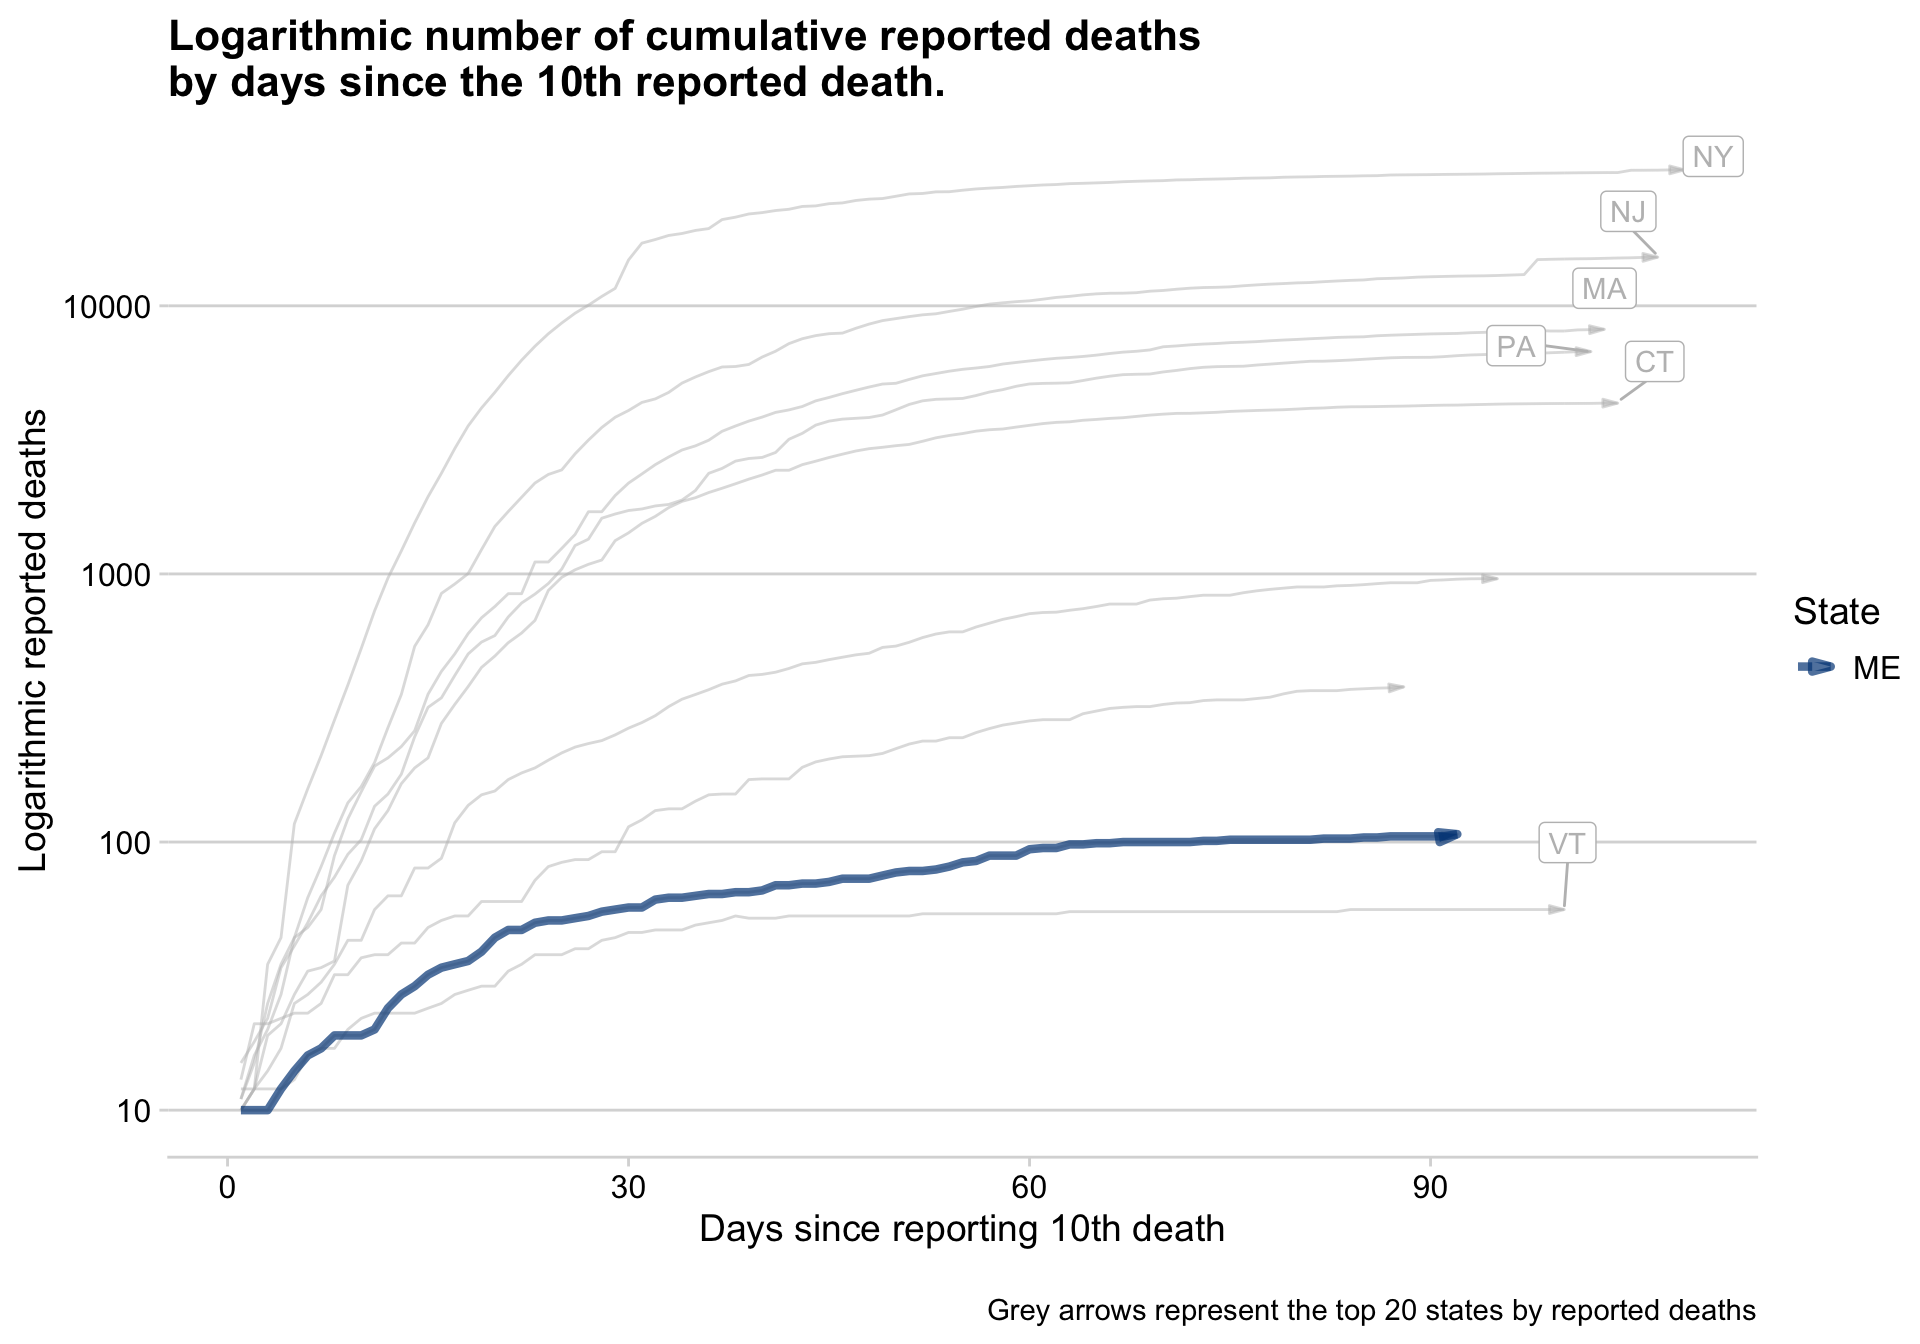 Logarithmic number of cumulative reported deaths
by days since the 10th reported death.
NY
NJ
MA
PA
CT
VT
10000
1000
100
10
Logarithmic reported deaths
0 30 60 90
Days since reporting 10th death
State
ME
Grey arrows represent the top 20 states by reported deaths